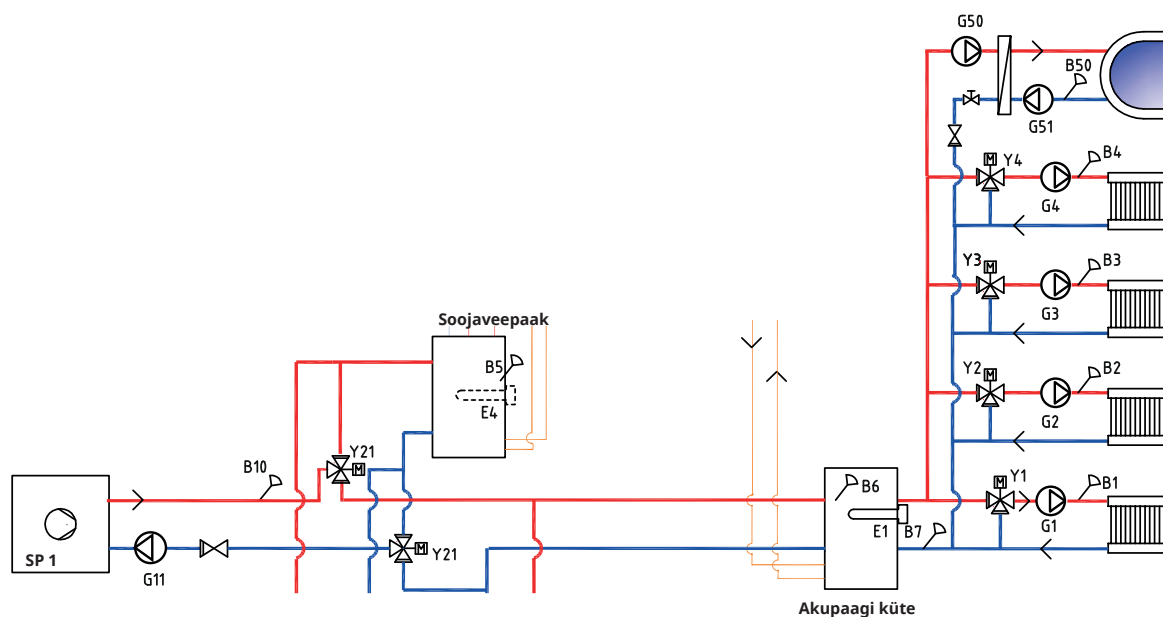 G50
B50
G51
Y4
B4
G4
Y3
B3
G3
Soojaveepaak
B5
E4
Y2
B2
G2
Y21
M
B10
B6
E1
B7
Y1
B1
G1
M
M
M
M
SP 1
G11
M
Y21
Akupaagi küte